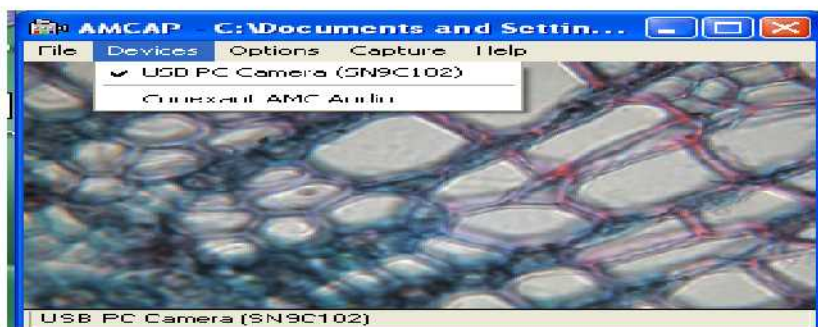 AMCAP - C:\Documents and Settin...
File Devices Options Capture Help
USB PC Camera (SN9C102)
Conexant AMC Audio
USB PC Camera (SN9C102)